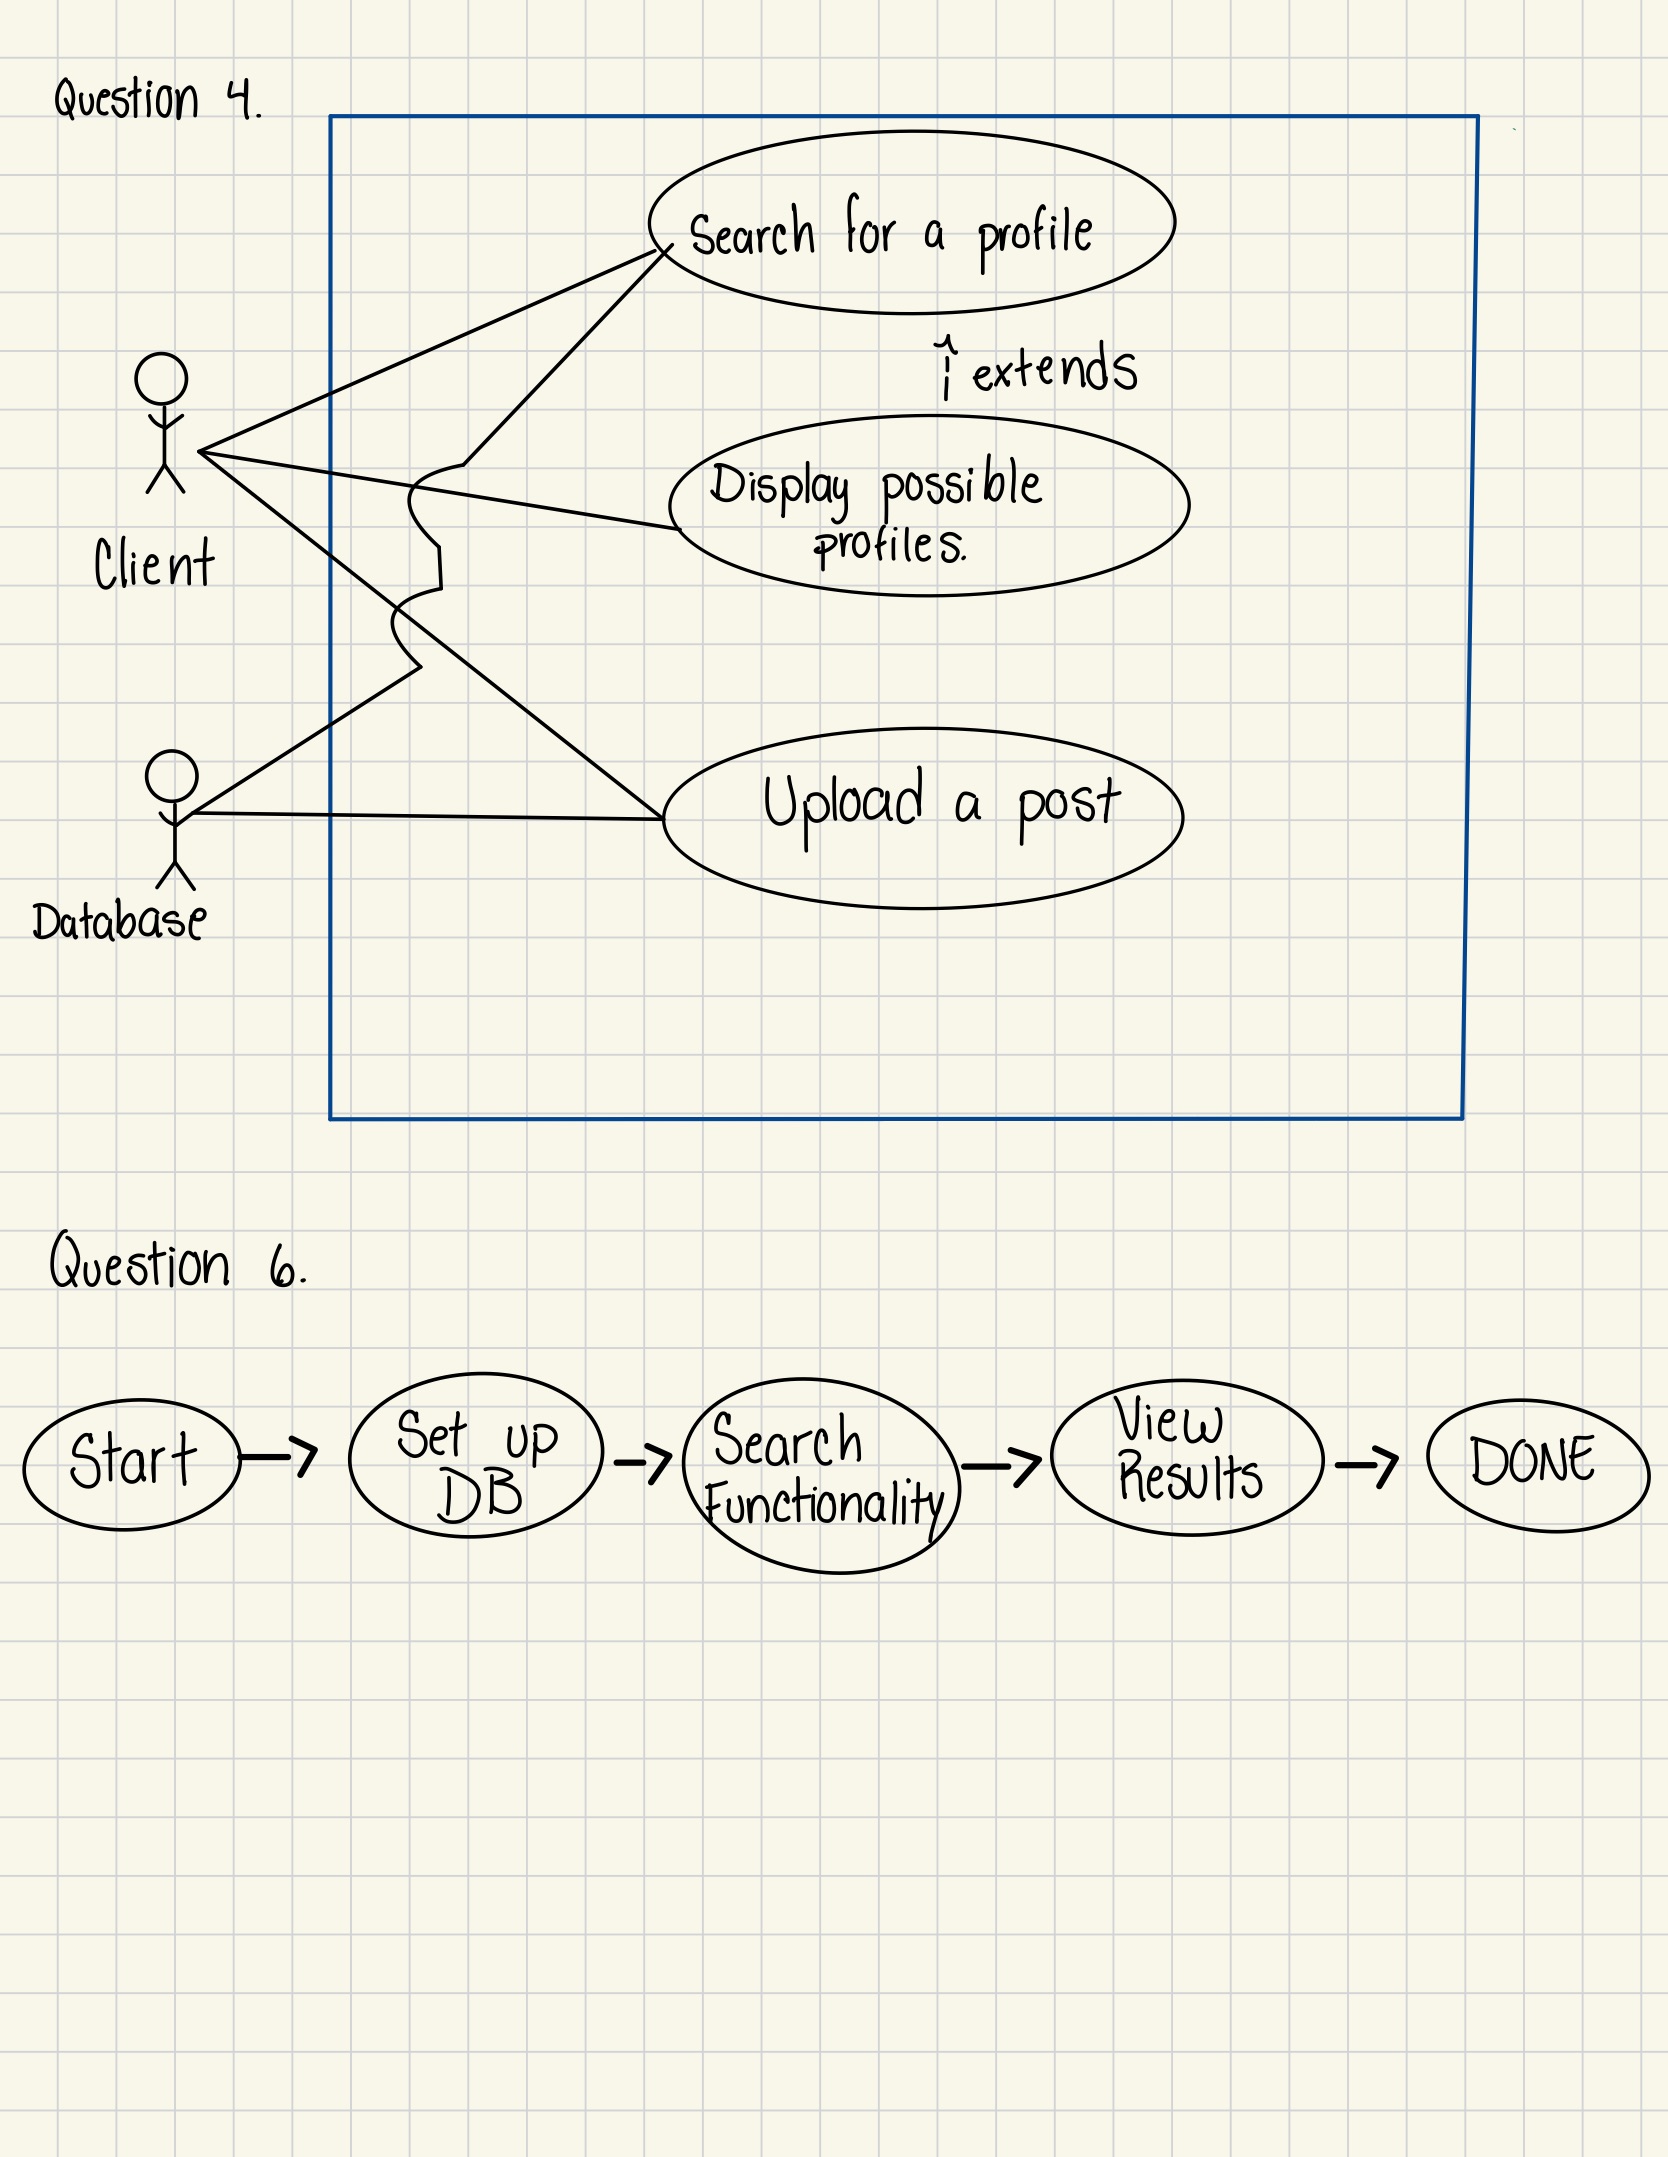 Question 4.
Search for a profile
extends
Display possible
profiles.
Client
Upload a post
Database
Question 6.
Start
Set up
DB
Search
Functionality
View
Results
DONE